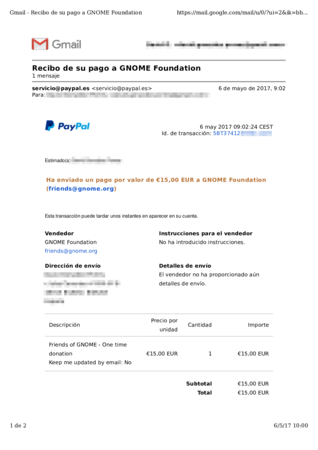 Gmail - Recibo de su pago a GNOME Foundation
https://mail.google.com/mail/u/0/?ui=2&ik=bb...
Gmail
Recibo de su pago a GNOME Foundation
1 mensaje
servicio@paypal.es <servicio@paypal.es>
6 de mayo de 2017, 9:02
Para:
PayPal
6 may 2017 09:02:24 CEST
Id. de transacción: 5BT37412
Estimado(a):
Ha enviado un pago por valor de €15,00 EUR a GNOME Foundation
(friends@gnome.org)
Esta transacción puede tardar unos instantes en aparecer en su cuenta.
Vendedor
GNOME Foundation
friends@gnome.org
Instrucciones para el vendedor
No ha introducido instrucciones.
Dirección de envío
Detalles de envío
El vendedor no ha proporcionado aún
detalles de envío.
Descripción
Precio por
unidad
Cantidad
Importe
Friends of GNOME - One time
donation
Keep me updated by email: No
€15,00 EUR
1
€15,00 EUR
Subtotal
€15,00 EUR
Total
€15,00 EUR
1 de 2
6/5/17 10:00